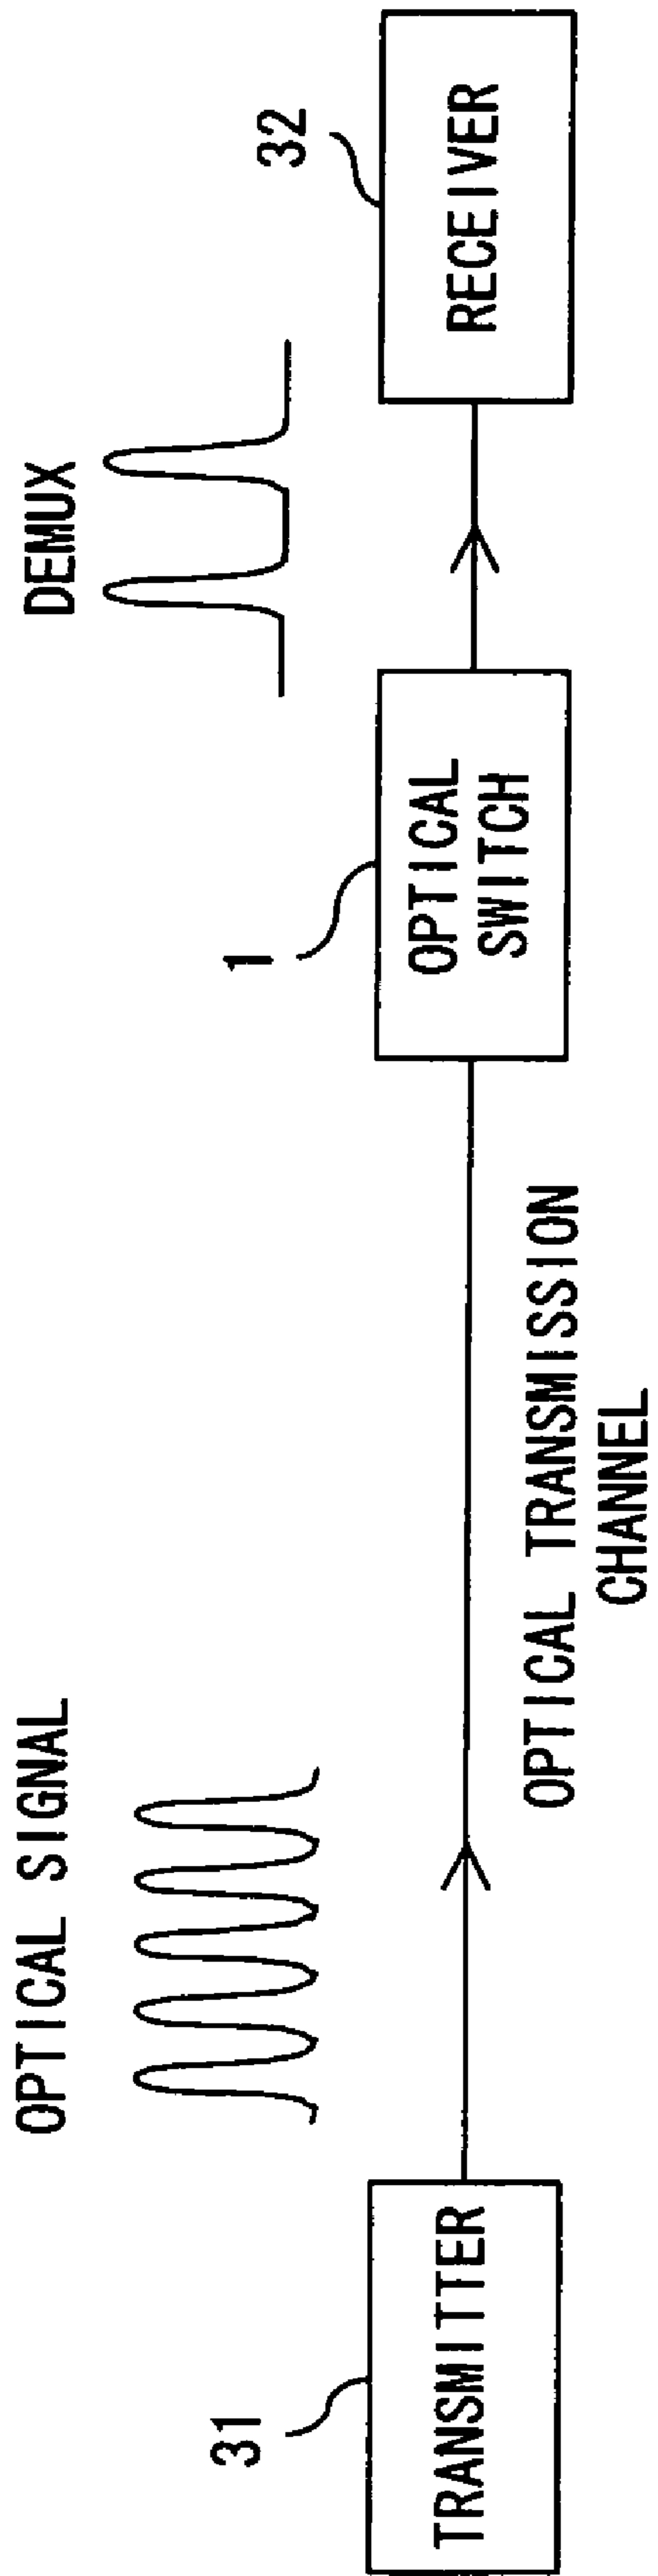 OPTICAL SIGNAL
DEMUX
31
1
32
TRANSMITTER
OPTICAL
SWITCH
RECEIVER
OPTICAL TRANSMISSION
CHANNEL